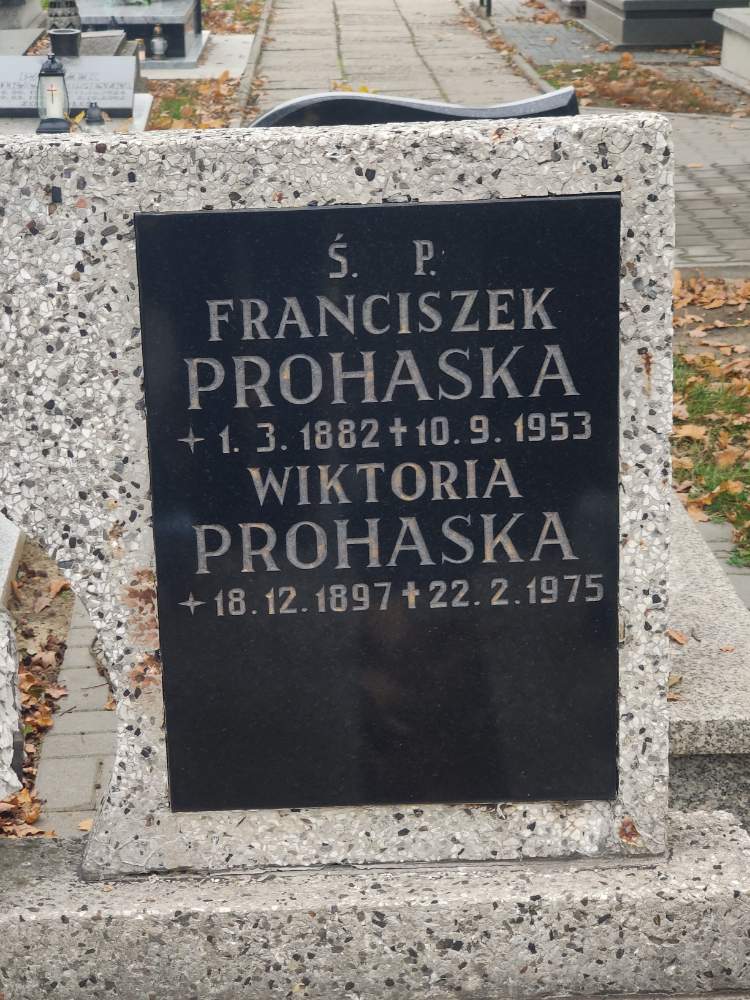 Ś. P.
FRANCISZEK
PROHASKA
✦ 1. 3. 1882 ✝ 10. 9. 1953
WIKTORIA
PROHASKA
✦ 18. 12. 1897 ✝ 22. 2. 1975